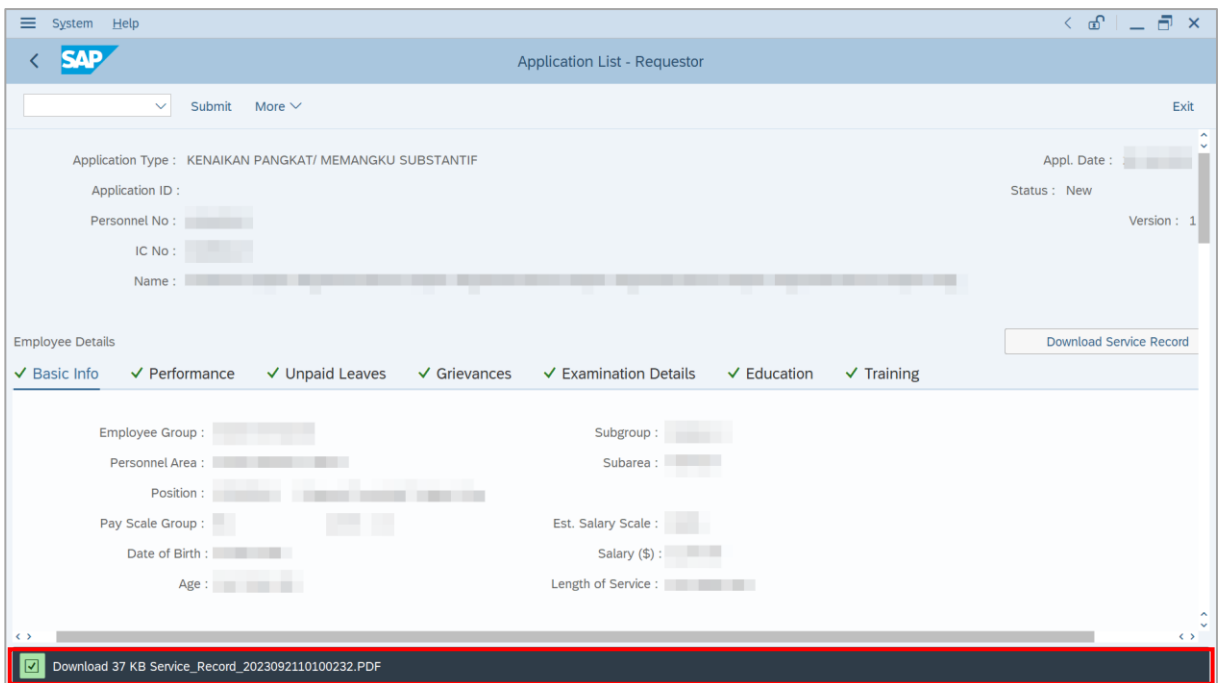 System Help
SAP Application List - Requestor
Submit More Exit
Application Type : KENAIKAN PANGKAT/ MEMANGKU SUBSTANTIF Appl. Date :
Application ID : Status : New
Personnel No : Version : 1
IC No :
Name :
Employee Details Download Service Record
Basic Info Performance Unpaid Leaves Grievances Examination Details Education Training
Employee Group : Subgroup :
Personnel Area : Subarea :
Position :
Pay Scale Group : Est. Salary Scale :
Date of Birth : Salary ($) :
Age : Length of Service :
Download 37 KB Service_Record_2023092110100232.PDF